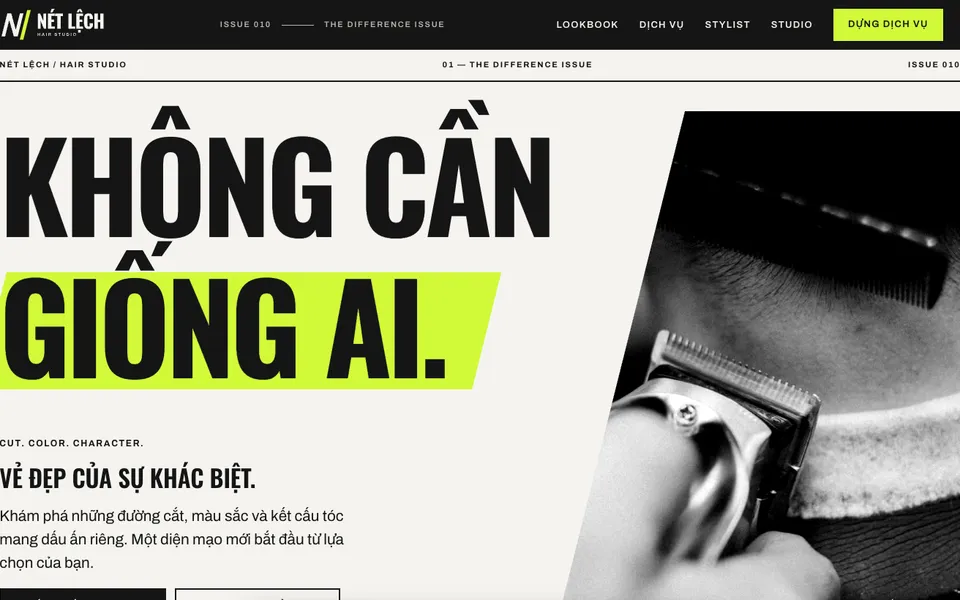 NÉT LỆCH
HAIR STUDIO
ISSUE 010 THE DIFFERENCE ISSUE
LOOKBOOK DỊCH VỤ STYLIST STUDIO DỰNG DỊCH VỤ
NÉT LỆCH / HAIR STUDIO 01 — THE DIFFERENCE ISSUE ISSUE 010
KHÔNG CẦN
GIỐNG AI.
CUT. COLOR. CHARACTER.
VẺ ĐẸP CỦA SỰ KHÁC BIỆT.
Khám phá những đường cắt, màu sắc và kết cấu tóc
mang dấu ấn riêng. Một diện mạo mới bắt đầu từ lựa
chọn của bạn.